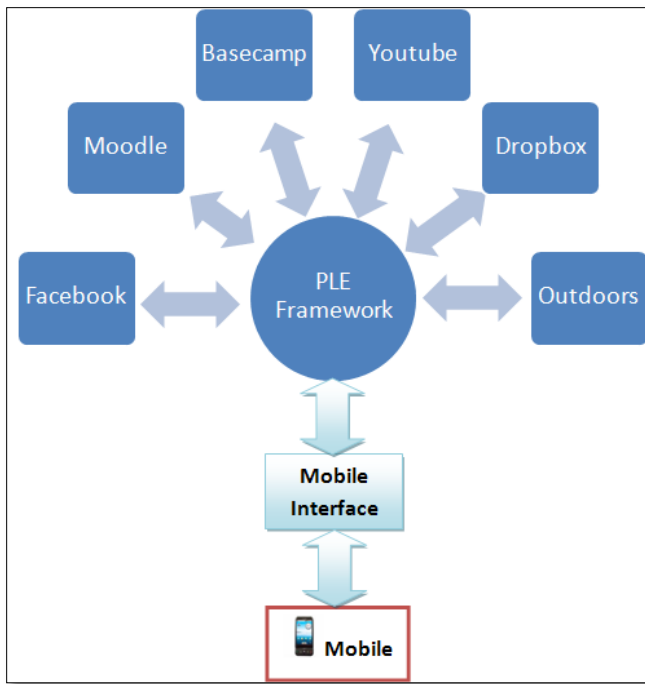 Basecamp
Youtube
Moodle
Dropbox
Facebook
PLE
Framework
Outdoors
Mobile
Interface
Mobile